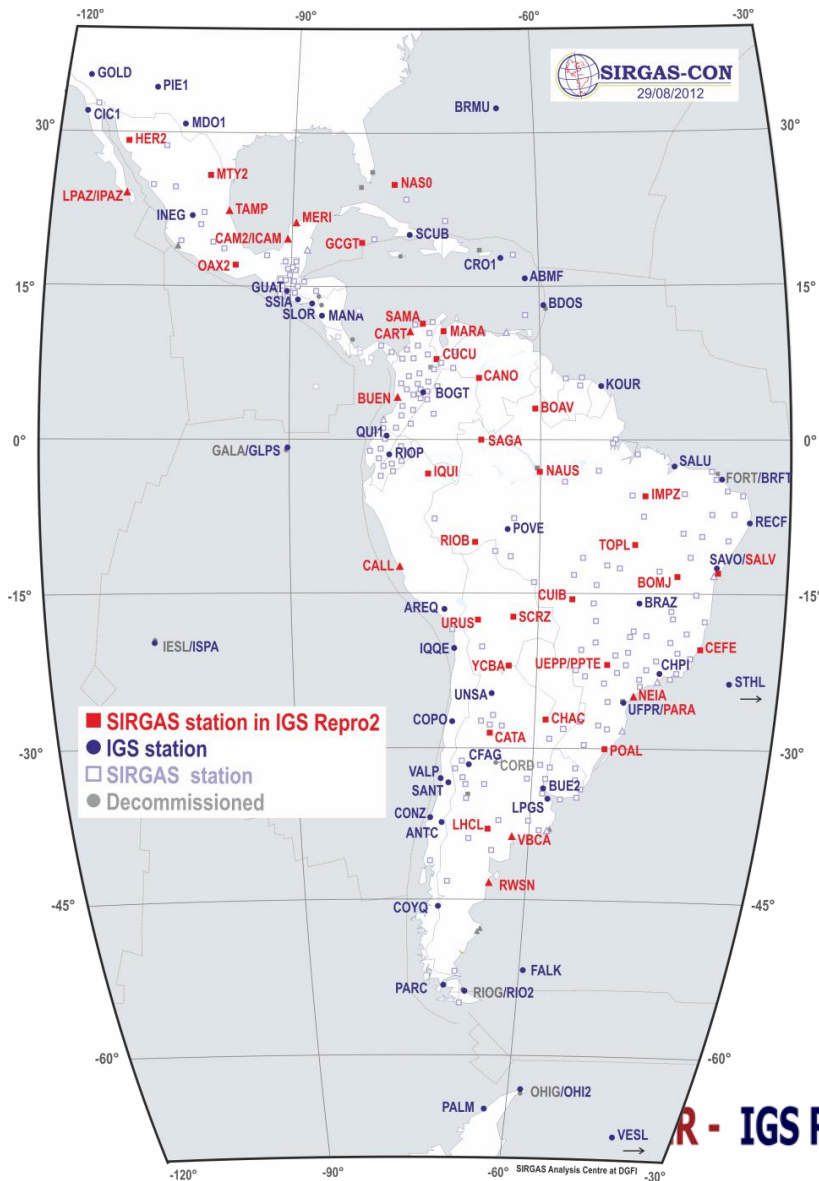 -120°
-90°
-60°
-30°
SIRGAS-CON
29/08/2012
GOLD
PIE1
CIC1
MDO1
BRMU
30°
30°
HER2
MTY2
NAS0
LPAZ/IPAZ
TAMP
INEG
MERI
CAM2/ICAM
GCGT
SCUB
OAX2
CRO1
ABMF
15°
15°
GUAT
SSIA
SLOR
MANA
BDOS
SAMA
CART
MARA
CUCU
CANO
BOGT
KOUR
BUEN
BOAV
QUI1
SAGA
0°
0°
GALA/GLPS
RIOP
IQUI
NAUS
SALU
FORT/BRFT
IMPZ
RECF
POVE
RIOB
TOPL
SAVO/SALV
CALL
BOMJ
CUIB
BRAZ
-15°
-15°
AREQ
URUS
SCRZ
IESL/ISPA
IQQE
CEFE
YCBA
UEPP/PPTE
CHPI
STHL
UNSA
NEIA
UFPR/PARA
COPO
CHAC
CATA
POAL
SIRGAS station in IGS Repro2
IGS station
SIRGAS station
Decommissioned
-30°
-30°
CFAG
CORD
VALP
SANT
BUE2
LPGS
CONZ
ANTC
LHCL
VBCA
RWSN
-45°
-45°
COYQ
FALK
PARC
RIOG/RIO2
-60°
-60°
OHIG/OHI2
PALM
R - IGS
VESL
SIRGAS Analysis Centre at DGFI
-120°
-90°
-60°
-30°